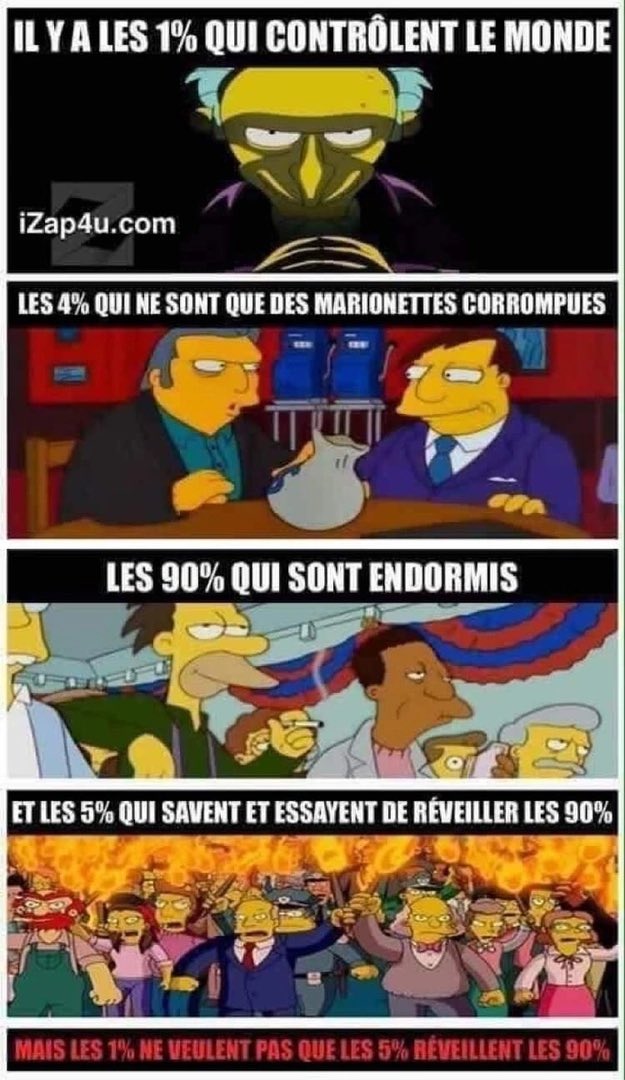 IL Y A LES 1% QUI CONTRÔLENT LE MONDE
iZap4u.com
LES 4% QUI NE SONT QUE DES MARIONETTES CORROMPUES
LES 90% QUI SONT ENDORMIS
ET LES 5% QUI SAVENT ET ESSAYENT DE RÉVEILLER LES 90%
MAIS LES 1% NE VEULENT PAS QUE LES 5% RÉVEILLENT LES 90%